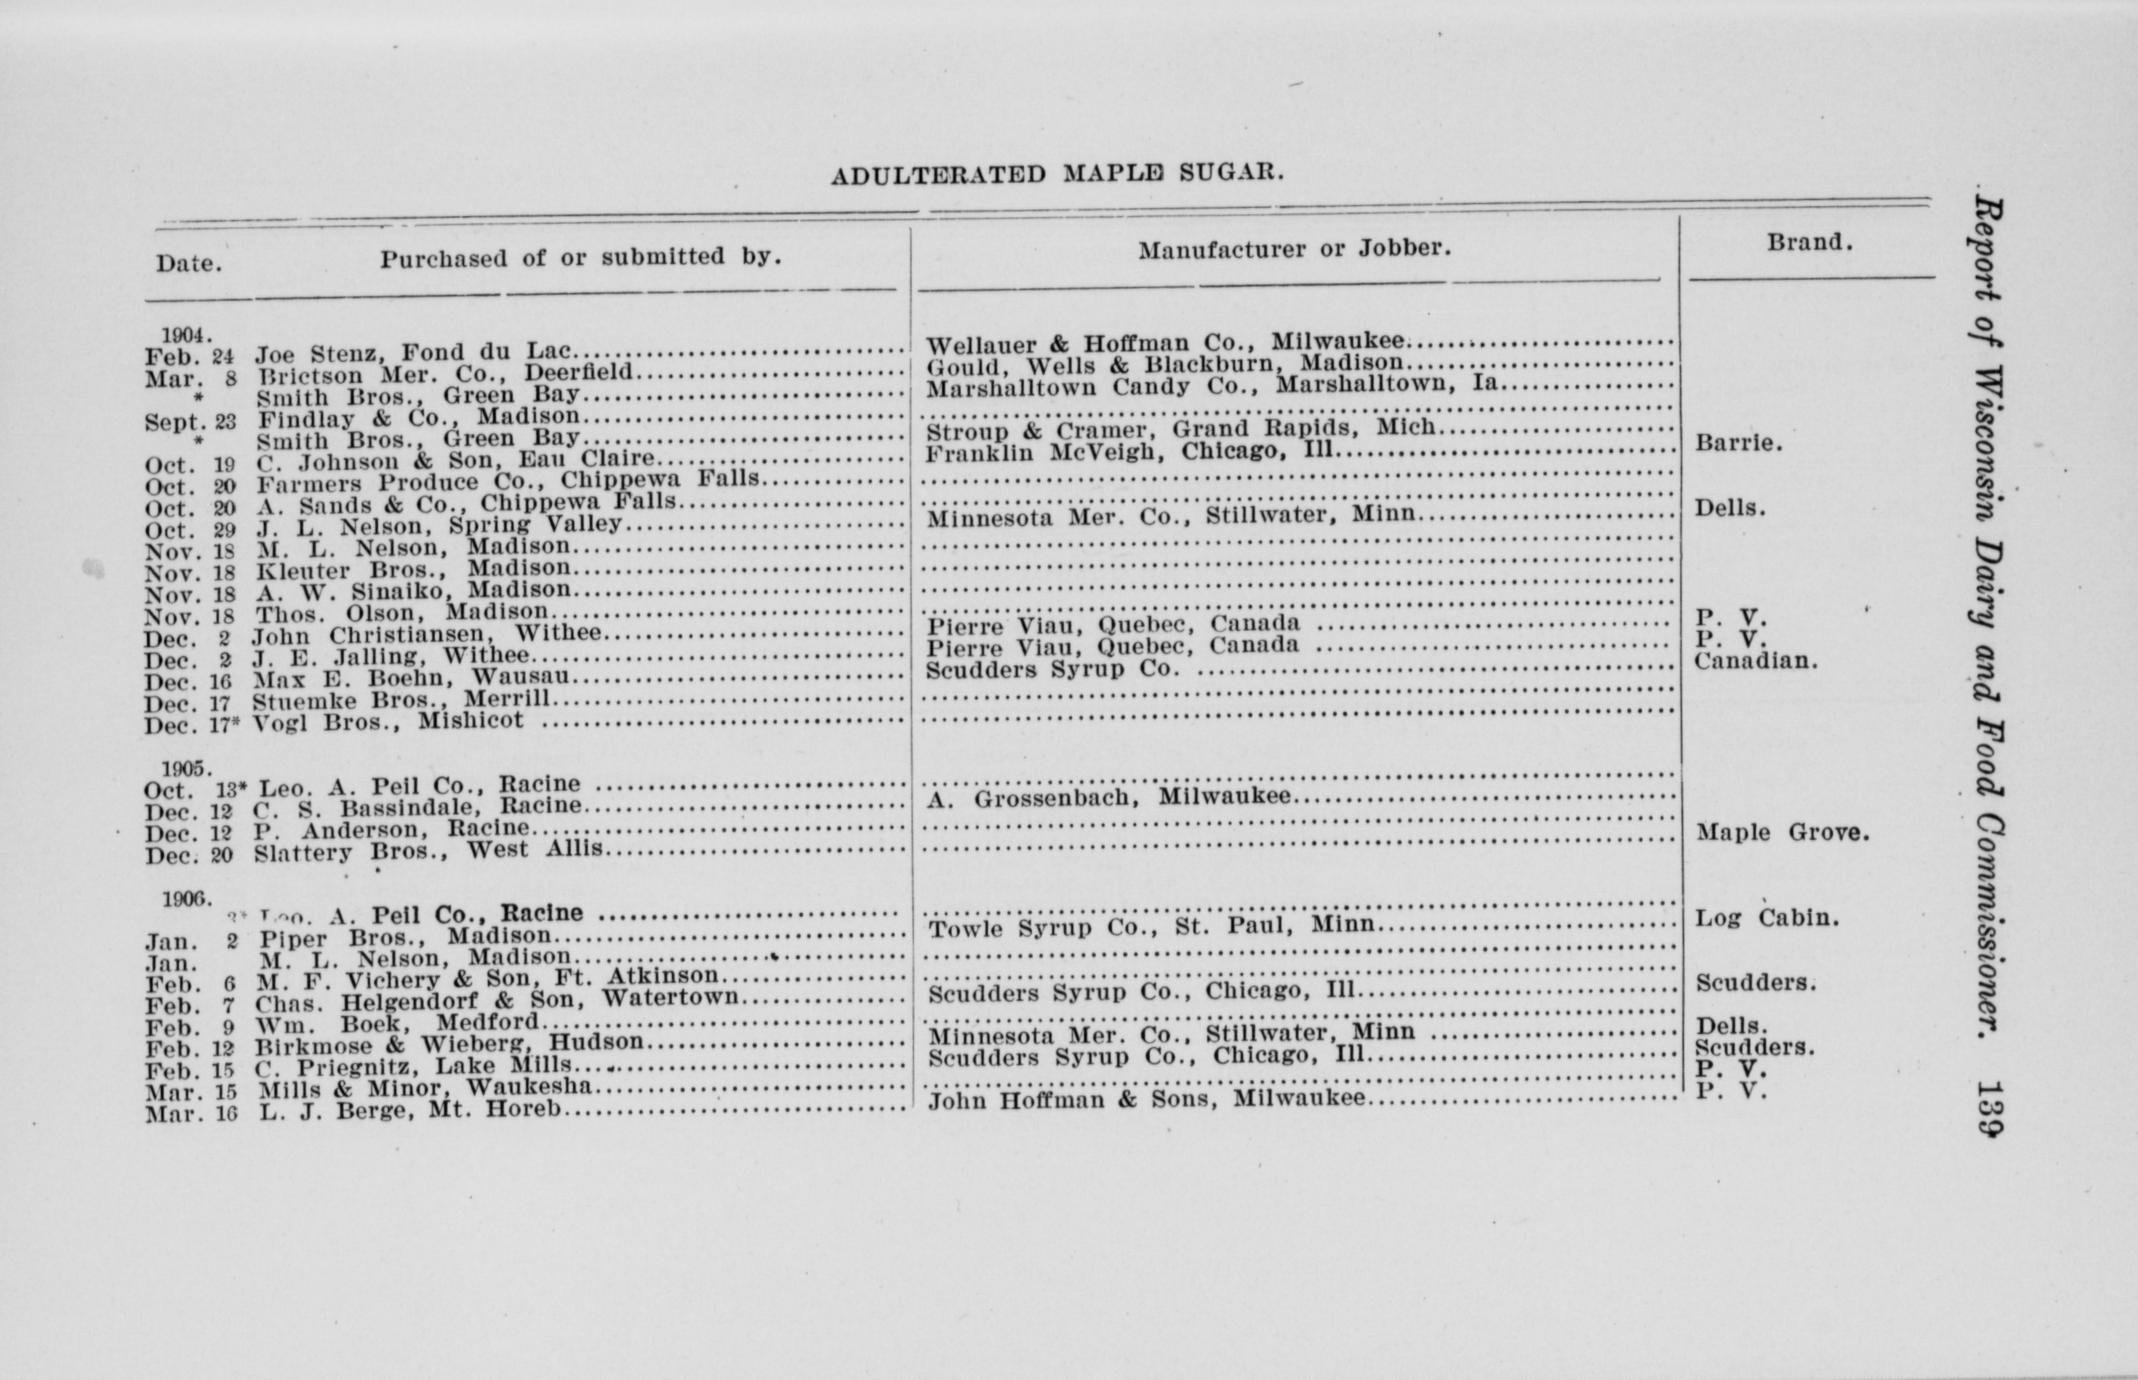 ADULTERATED MAPLE SUGAR.
Date. Purchased of or submitted by. Manufacturer or Jobber. Brand.
1904.
Feb. 24 Joe Stenz, Fond du Lac. Wellauer & Hoffman Co., Milwaukee.
Mar. 8 Brictson Mer. Co., Deerfield. Gould, Wells & Blackburn, Madison.
* Smith Bros., Green Bay. Marshalltown Candy Co., Marshalltown, Ia.
Sept. 23 Findlay & Co., Madison.
* Smith Bros., Green Bay. Stroup & Cramer, Grand Rapids, Mich.
Oct. 19 C. Johnson & Son, Eau Claire. Franklin McVeigh, Chicago, Ill. Barrie.
Oct. 20 Farmers Produce Co., Chippewa Falls.
Oct. 20 A. Sands & Co., Chippewa Falls.
Oct. 29 J. L. Nelson, Spring Valley. Minnesota Mer. Co., Stillwater, Minn. Dells.
Nov. 18 M. L. Nelson, Madison.
Nov. 18 Kleuter Bros., Madison.
Nov. 18 A. W. Sinaiko, Madison.
Nov. 18 Thos. Olson, Madison.
Dec. 2 John Christiansen, Withee. Pierre Viau, Quebec, Canada P. V.
Dec. 2 J. E. Jalling, Withee. Pierre Viau, Quebec, Canada P. V.
Dec. 16 Max E. Boehn, Wausau. Scudders Syrup Co. Canadian.
Dec. 17 Stuemke Bros., Merrill.
Dec. 17* Vogl Bros., Mishicot
1905.
Oct. 13* Leo. A. Peil Co., Racine
Dec. 12 C. S. Bassindale, Racine. A. Grossenbach, Milwaukee.
Dec. 12 P. Anderson, Racine.
Dec. 20 Slattery Bros., West Allis. Maple Grove.
1906.
A. Peil Co., Racine
Jan. 2 Piper Bros., Madison. Towle Syrup Co., St. Paul, Minn. Log Cabin.
Jan. M. L. Nelson, Madison.
Feb. 6 M. F. Vichery & Son, Ft. Atkinson.
Feb. 7 Chas. Helgendorf & Son, Watertown. Scudders Syrup Co., Chicago, Ill. Scudders.
Feb. 9 Wm. Boek, Medford.
Feb. 12 Birkmose & Wieberg, Hudson. Minnesota Mer. Co., Stillwater, Minn Dells.
Feb. 15 C. Priegnitz, Lake Mills. Scudders Syrup Co., Chicago, Ill. Scudders.
Mar. 15 Mills & Minor, Waukesha. P. V.
Mar. 16 L. J. Berge, Mt. Horeb. John Hoffman & Sons, Milwaukee. P. V.
Report of Wisconsin Dairy and Food Commissioner. 139